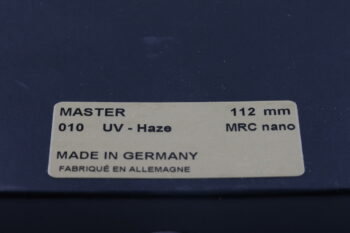 MASTER 112 mm
010 UV - Haze MRC nano
MADE IN GERMANY
FABRIQUÉ EN ALLEMAGNE